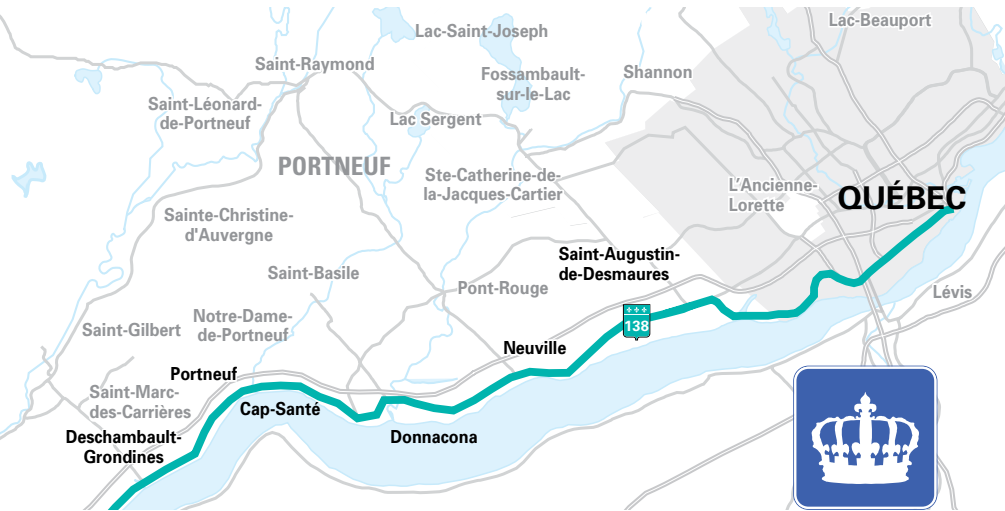 Lac-Beauport
Lac-Saint-Joseph
Saint-Raymond
Fossambault-
sur-le-Lac
Shannon
Saint-Léonard-
de-Portneuf
Lac Sergent
PORTNEUF
Ste-Catherine-de-
la-Jacques-Cartier
L'Ancienne-
Lorette
QUÉBEC
Sainte-Christine-
d'Auvergne
Saint-Augustin-
de-Desmaures
Saint-Basile
Pont-Rouge
Lévis
Notre-Dame-
de-Portneuf
Saint-Gilbert
138
Neuville
Portneuf
Saint-Marc-
des-Carrières
Cap-Santé
Deschambault-
Grondines
Donnacona